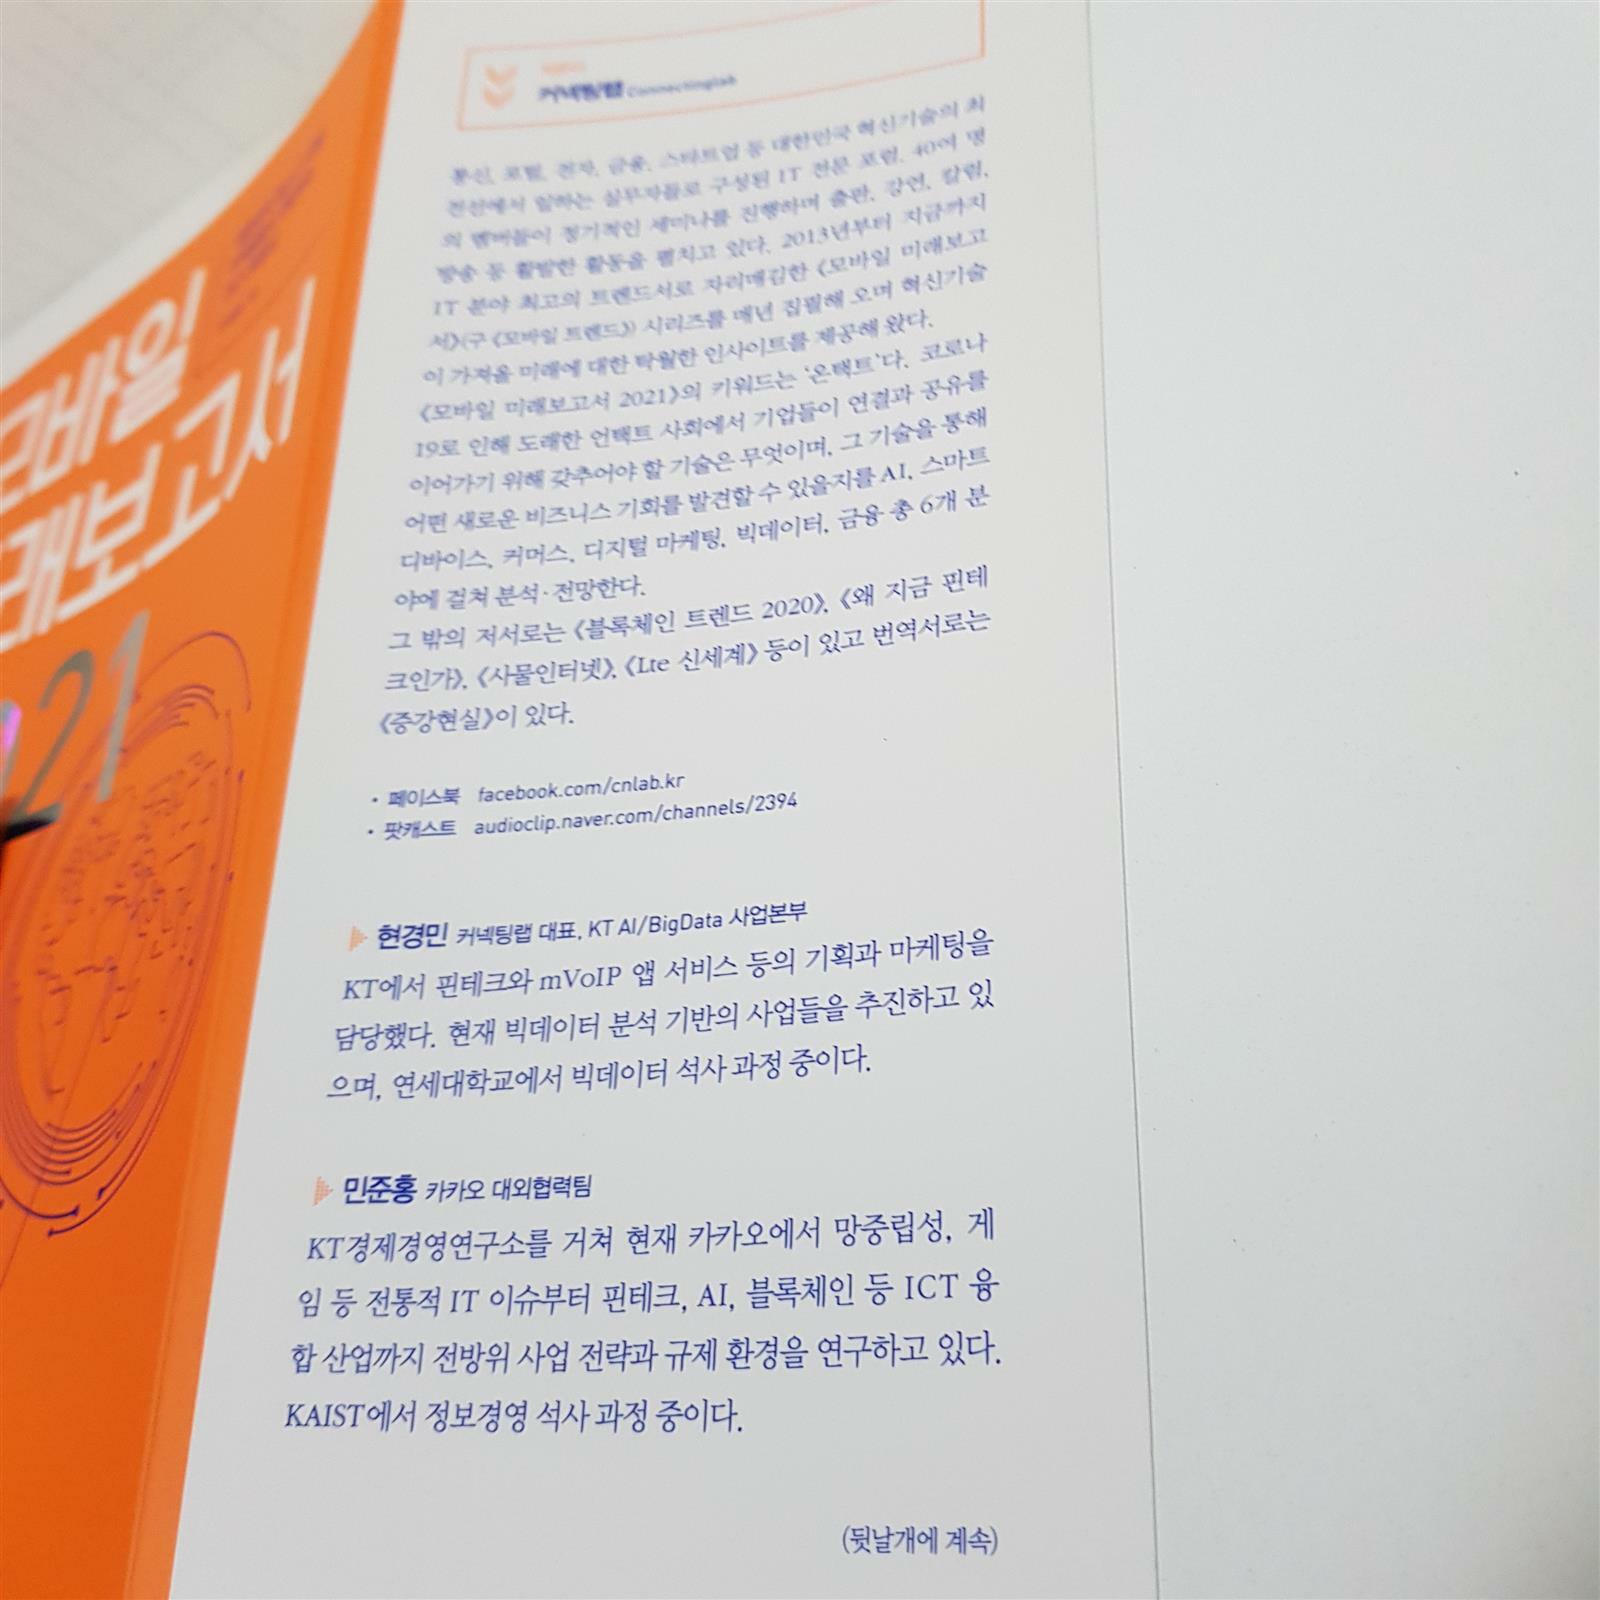 모바일
래보고서
21
커넥팅랩 Connectinglab
통신, 포털, 전자, 금융, 스타트업 등 대한민국 혁신기술의 최
전선에서 일하는 실무자들로 구성된 IT 전문 포럼. 40여 명
의 멤버들이 정기적인 세미나를 진행하며 출판, 강연, 칼럼,
방송 등 활발한 활동을 펼치고 있다. 2013년부터 지금까지
IT 분야 최고의 트렌드서로 자리매김한 《모바일 미래보고
서》(구 《모바일 트렌드》) 시리즈를 매년 집필해 오며 혁신기술
이 가져올 미래에 대한 탁월한 인사이트를 제공해 왔다.
《모바일 미래보고서 2021》의 키워드는 ‘온택트’다. 코로나
19로 인해 도래한 언택트 사회에서 기업들이 연결과 공유를
이어가기 위해 갖추어야 할 기술은 무엇이며, 그 기술을 통해
어떤 새로운 비즈니스 기회를 발견할 수 있을지를 AI, 스마트
디바이스, 커머스, 디지털 마케팅, 빅데이터, 금융 총 6개 분
야에 걸쳐 분석·전망한다.
그 밖의 저서로는 《블록체인 트렌드 2020》, 《왜 지금 핀테
크인가》, 《사물인터넷》, 《Lte 신세계》 등이 있고 번역서로는
《증강현실》이 있다.
• 페이스북 facebook.com/cnlab.kr
• 팟캐스트 audioclip.naver.com/channels/2394
현경민 커넥팅랩 대표, KT AI/BigData 사업본부
KT에서 핀테크와 mVoIP 앱 서비스 등의 기획과 마케팅을
담당했다. 현재 빅데이터 분석 기반의 사업들을 추진하고 있
으며, 연세대학교에서 빅데이터 석사 과정 중이다.
민준홍 카카오 대외협력팀
KT경제경영연구소를 거쳐 현재 카카오에서 망중립성, 게
임 등 전통적 IT 이슈부터 핀테크, AI, 블록체인 등 ICT 융
합 산업까지 전방위 사업 전략과 규제 환경을 연구하고 있다.
KAIST에서 정보경영 석사 과정 중이다.
(뒷날개에 계속)